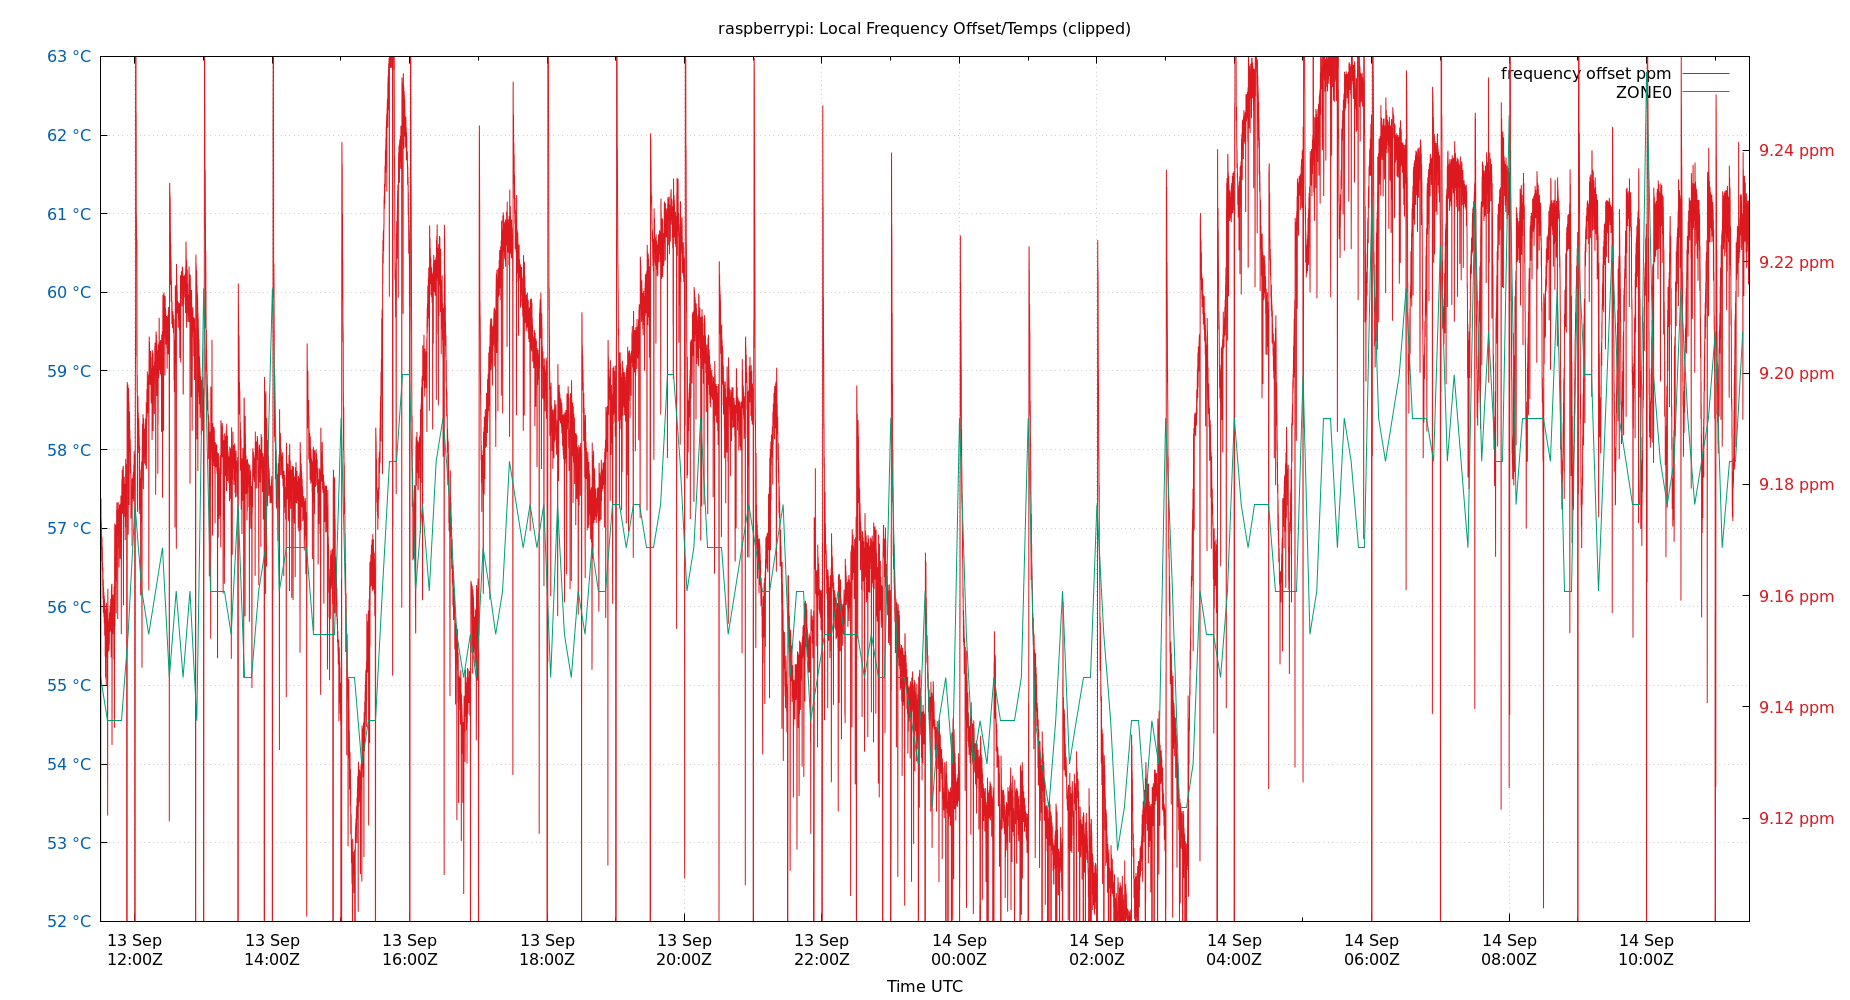 raspberrypi: Local Frequency Offset/Temps (clipped)
63 °C
62 °C
61 °C
60 °C
59 °C
58 °C
57 °C
56 °C
55 °C
54 °C
53 °C
52 °C
frequency offset ppm
ZONE0
9.24 ppm
9.22 ppm
9.20 ppm
9.18 ppm
9.16 ppm
9.14 ppm
9.12 ppm
13 Sep 13 Sep 13 Sep 13 Sep 13 Sep 13 Sep 14 Sep 14 Sep 14 Sep 14 Sep 14 Sep 14 Sep
12:00Z 14:00Z 16:00Z 18:00Z 20:00Z 22:00Z 00:00Z 02:00Z 04:00Z 06:00Z 08:00Z 10:00Z
Time UTC